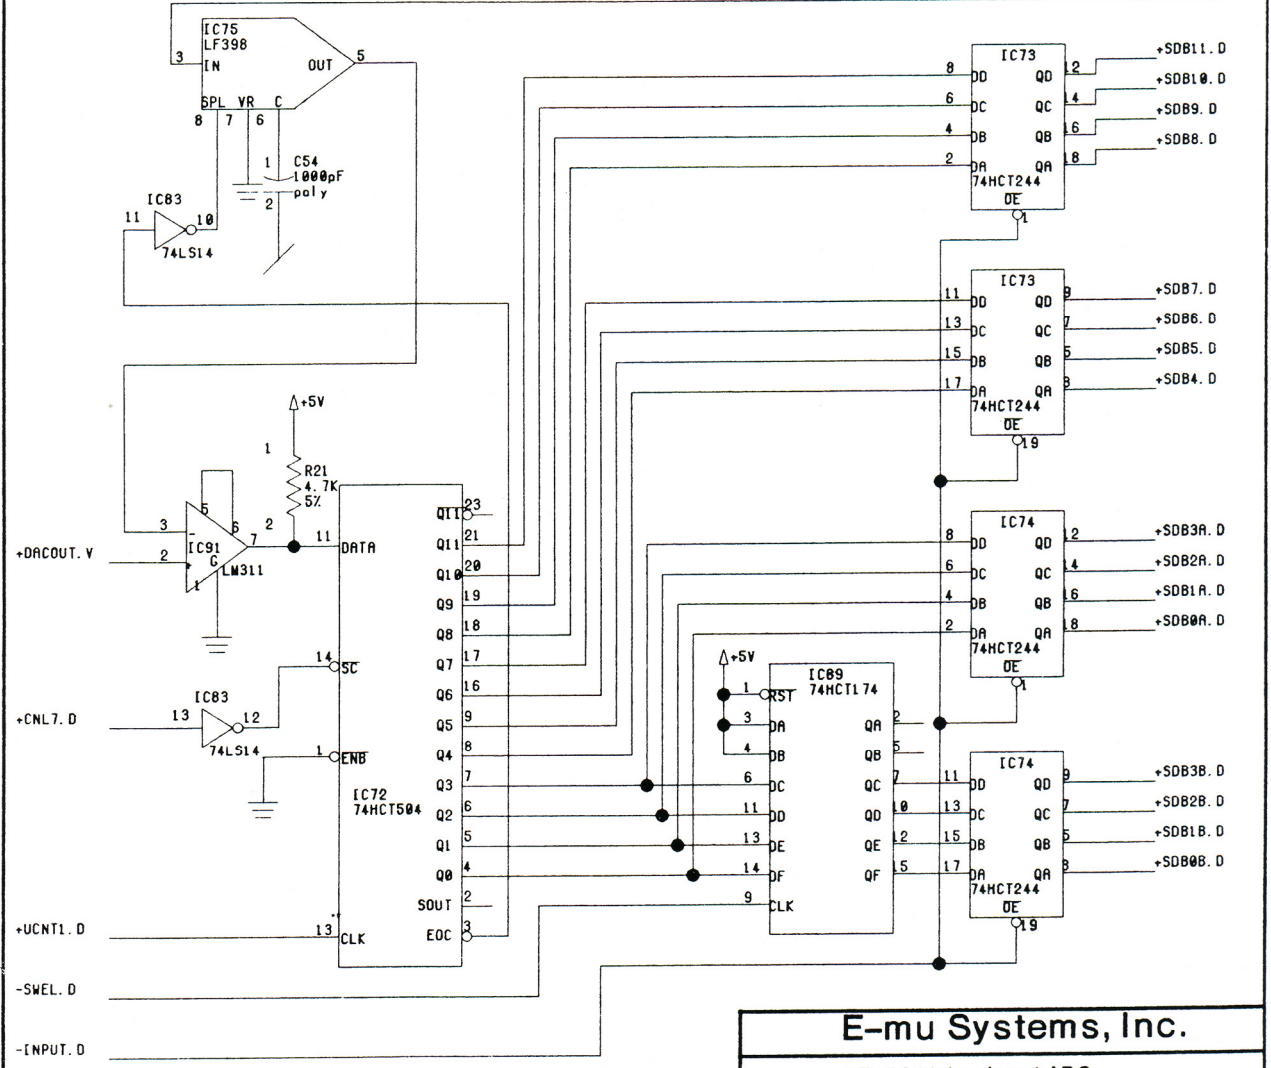 IC75
LF398
3 IN OUT 5
SPL VR C
8 7 6
1 C54
1000pF
poly
2
IC83
11 10
74LS14
+5V
1
R21
4.7K
5%
2
3 5 6 7
+DACOUT.V 2
IC91
G
LM311
1
11 DATA
14 SC
IC83
+CNL7.D 13 12
74LS14
1 ENB
IC72
74HCT504
+UCNT1.D 13 CLK
-SWEL.D
-INPUT.D
Q11 23
Q11 21
Q10 20
Q9 19
Q8 18
Q7 17
Q6 16
Q5 9
Q4 8
Q3 7
Q2 6
Q1 5
Q0 4
SOUT 2
EOC 3
+5V
IC89
74HCT174
1 RST
3 DA QA 2
4 DB QB 5
6 DC QC 7
11 DD QD 10
13 DE QE 12
14 DF QF 15
9 CLK
IC73
8 DD QD 12 +SDB11.D
6 DC QC 14 +SDB10.D
4 DB QB 16 +SDB9.D
2 DA QA 18 +SDB8.D
74HCT244
OE
1
IC73
11 DD QD 9 +SDB7.D
13 DC QC 7 +SDB6.D
15 DB QB 5 +SDB5.D
17 DA QA 3 +SDB4.D
74HCT244
OE
19
IC74
8 DD QD 12 +SDB3A.D
6 DC QC 14 +SDB2A.D
4 DB QB 16 +SDB1A.D
2 DA QA 18 +SDB0A.D
74HCT244
OE
1
IC74
11 DD QD 9 +SDB3B.D
13 DC QC 7 +SDB2B.D
15 DB QB 5 +SDB1B.D
17 DA QA 3 +SDB0B.D
74HCT244
OE
19
E-mu Systems, Inc.